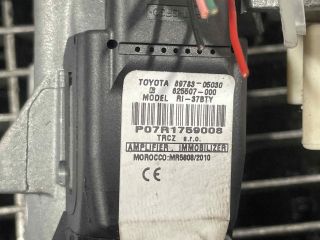 TOYOTA 89783-05030
625507-000
MODEL RI-37BTY
P07R1759008
TRCZ s.r.o.
AMPLIFIER, IMMOBILIZER
MOROCCO:MR5808/2010
CE